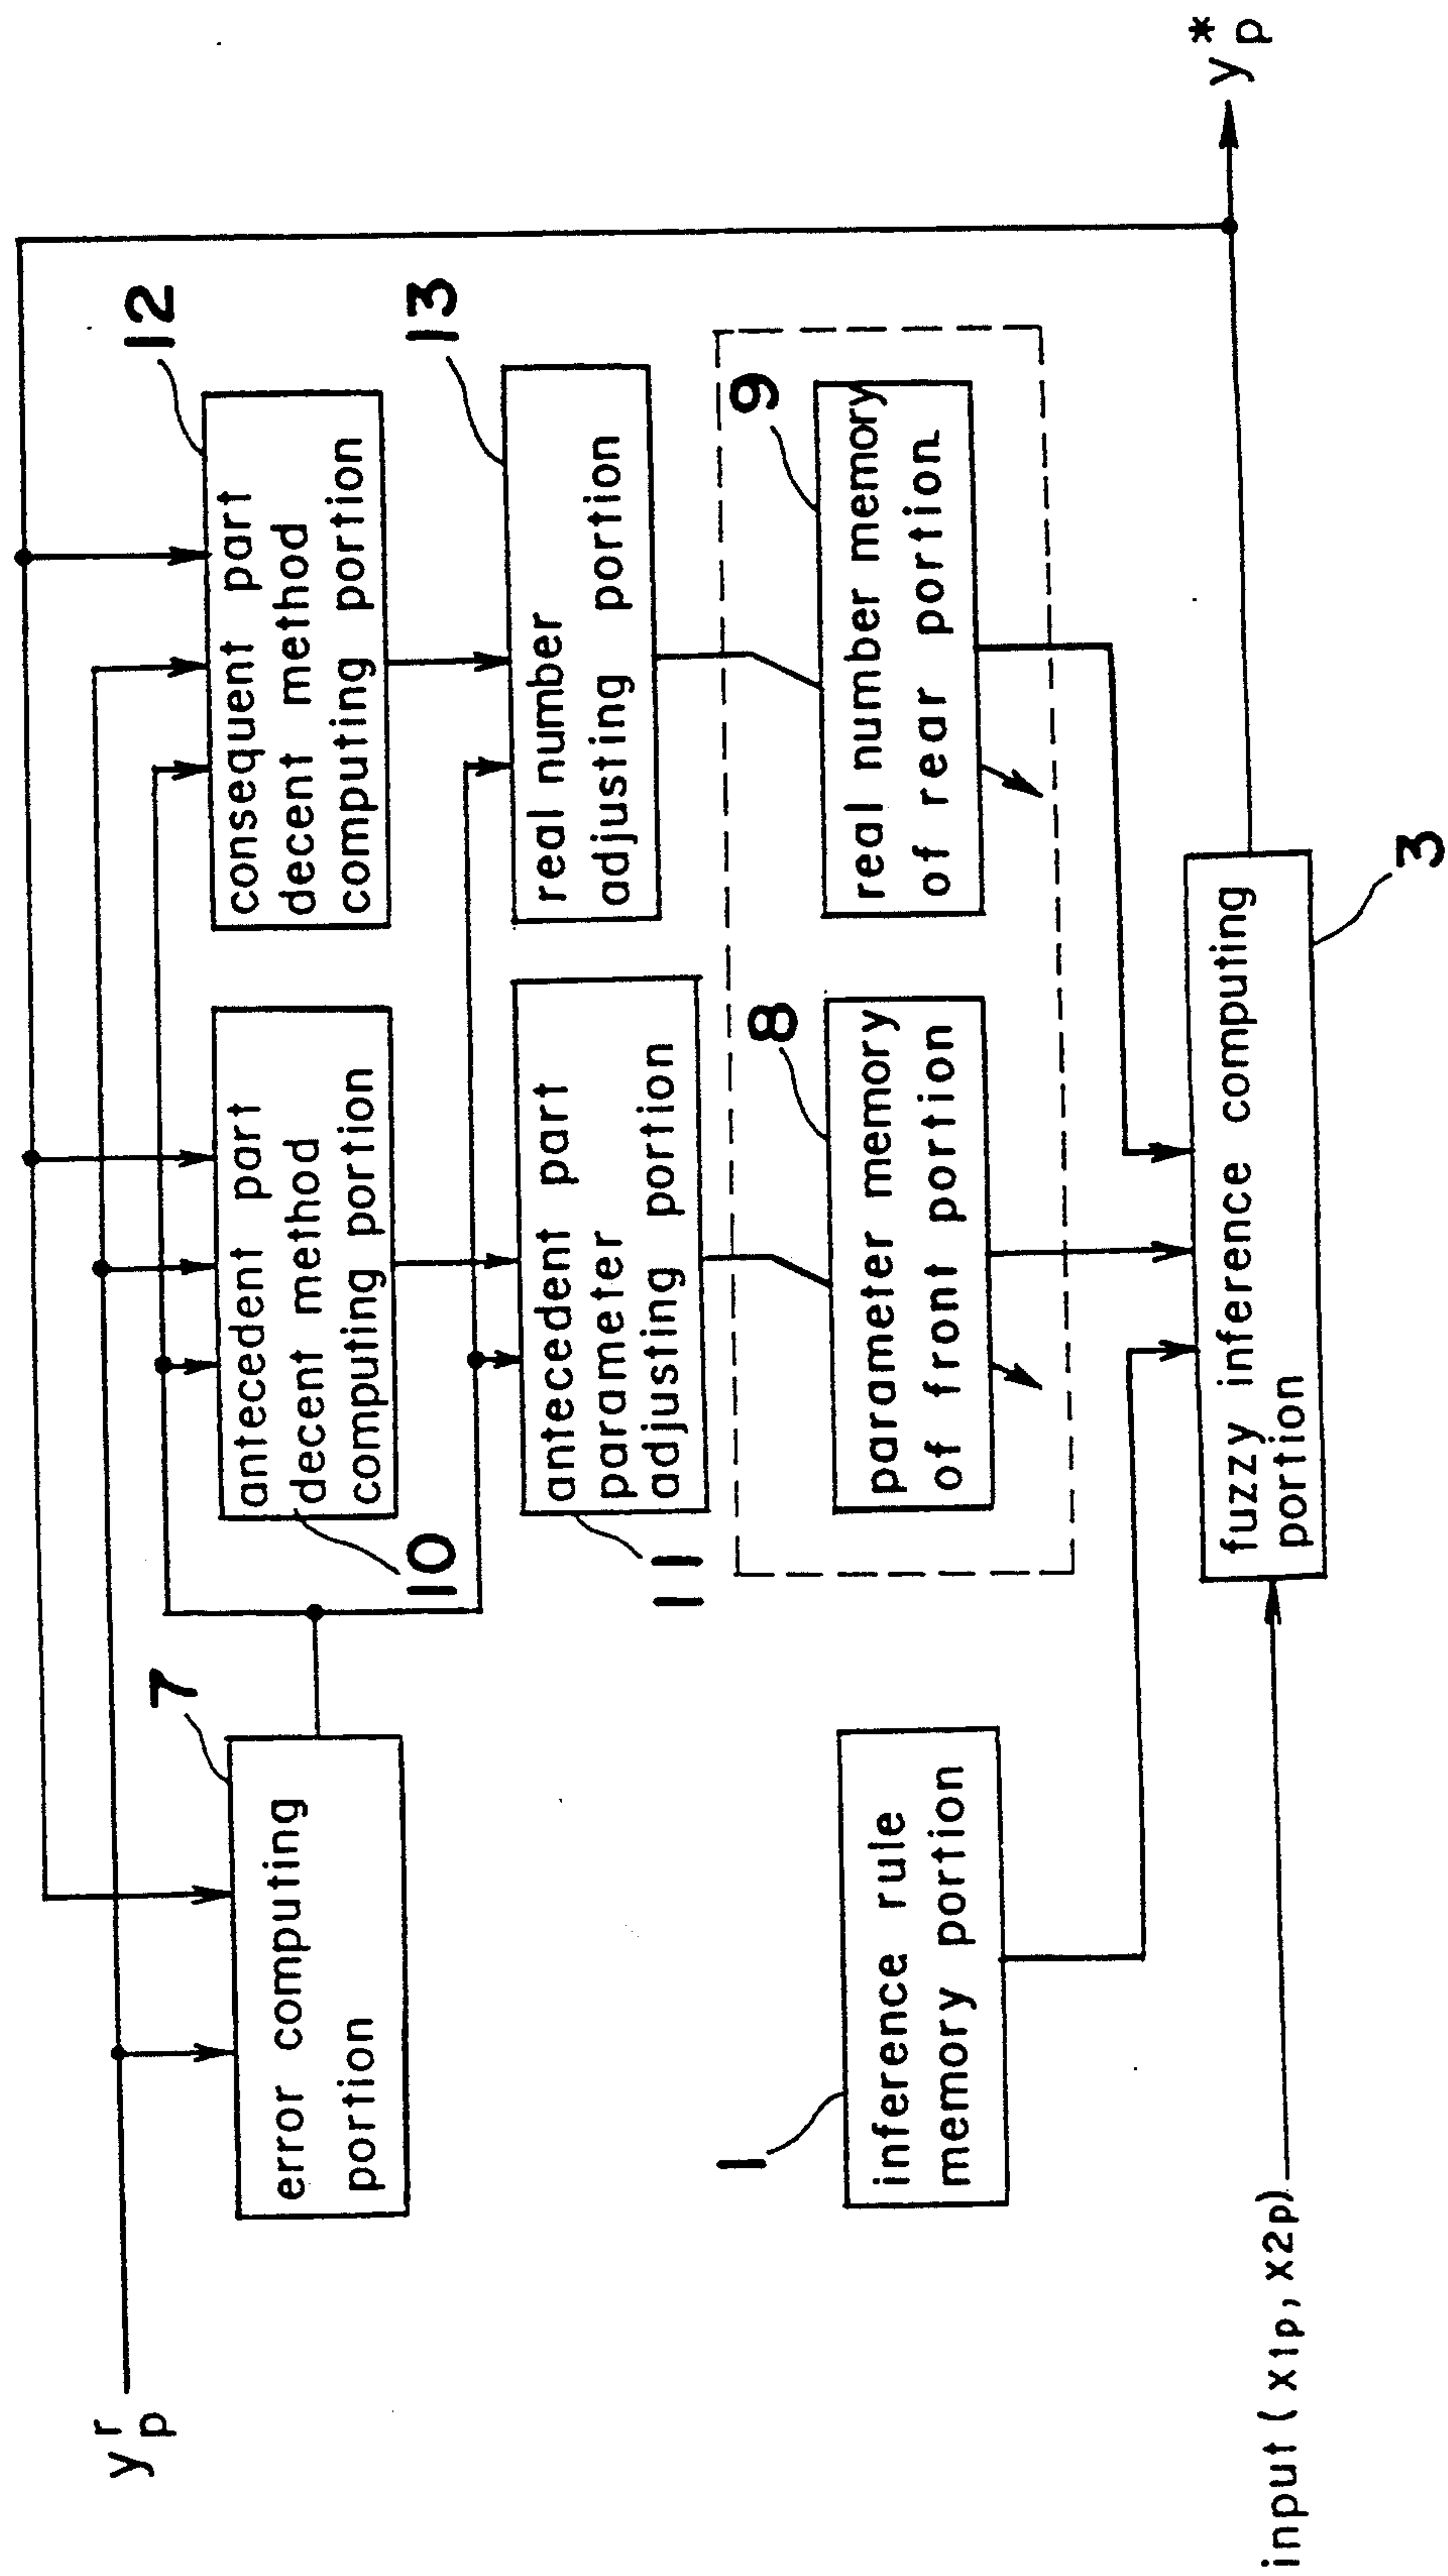 y r p
7
error computing
portion
10
antecedent part
decent method
computing portion
12
consequent part
decent method
computing portion
11
antecedent part
parameter
adjusting portion
13
real number
adjusting portion
1
inference rule
memory portion
8
parameter memory
of front portion
9
real number memory
of rear portion
input (x1p, x2p)
fuzzy inference computing
portion
3
y * p